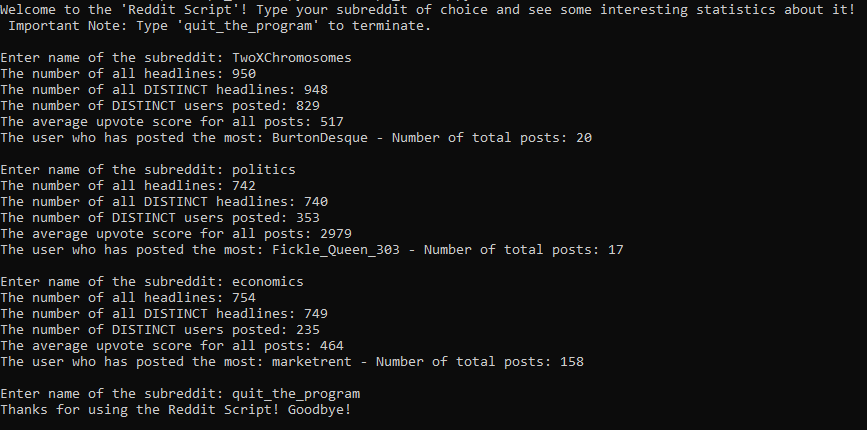 Welcome to the 'Reddit Script'! Type your subreddit of choice and see some interesting statistics about it!
Important Note: Type 'quit_the_program' to terminate.
Enter name of the subreddit: TwoXChromosomes
The number of all headlines: 950
The number of all DISTINCT headlines: 948
The number of DISTINCT users posted: 829
The average upvote score for all posts: 517
The user who has posted the most: BurtonDesque - Number of total posts: 20
Enter name of the subreddit: politics
The number of all headlines: 742
The number of all DISTINCT headlines: 740
The number of DISTINCT users posted: 353
The average upvote score for all posts: 2979
The user who has posted the most: Fickle_Queen_303 - Number of total posts: 17
Enter name of the subreddit: economics
The number of all headlines: 754
The number of all DISTINCT headlines: 749
The number of DISTINCT users posted: 235
The average upvote score for all posts: 464
The user who has posted the most: marketrent - Number of total posts: 158
Enter name of the subreddit: quit_the_program
Thanks for using the Reddit Script! Goodbye!